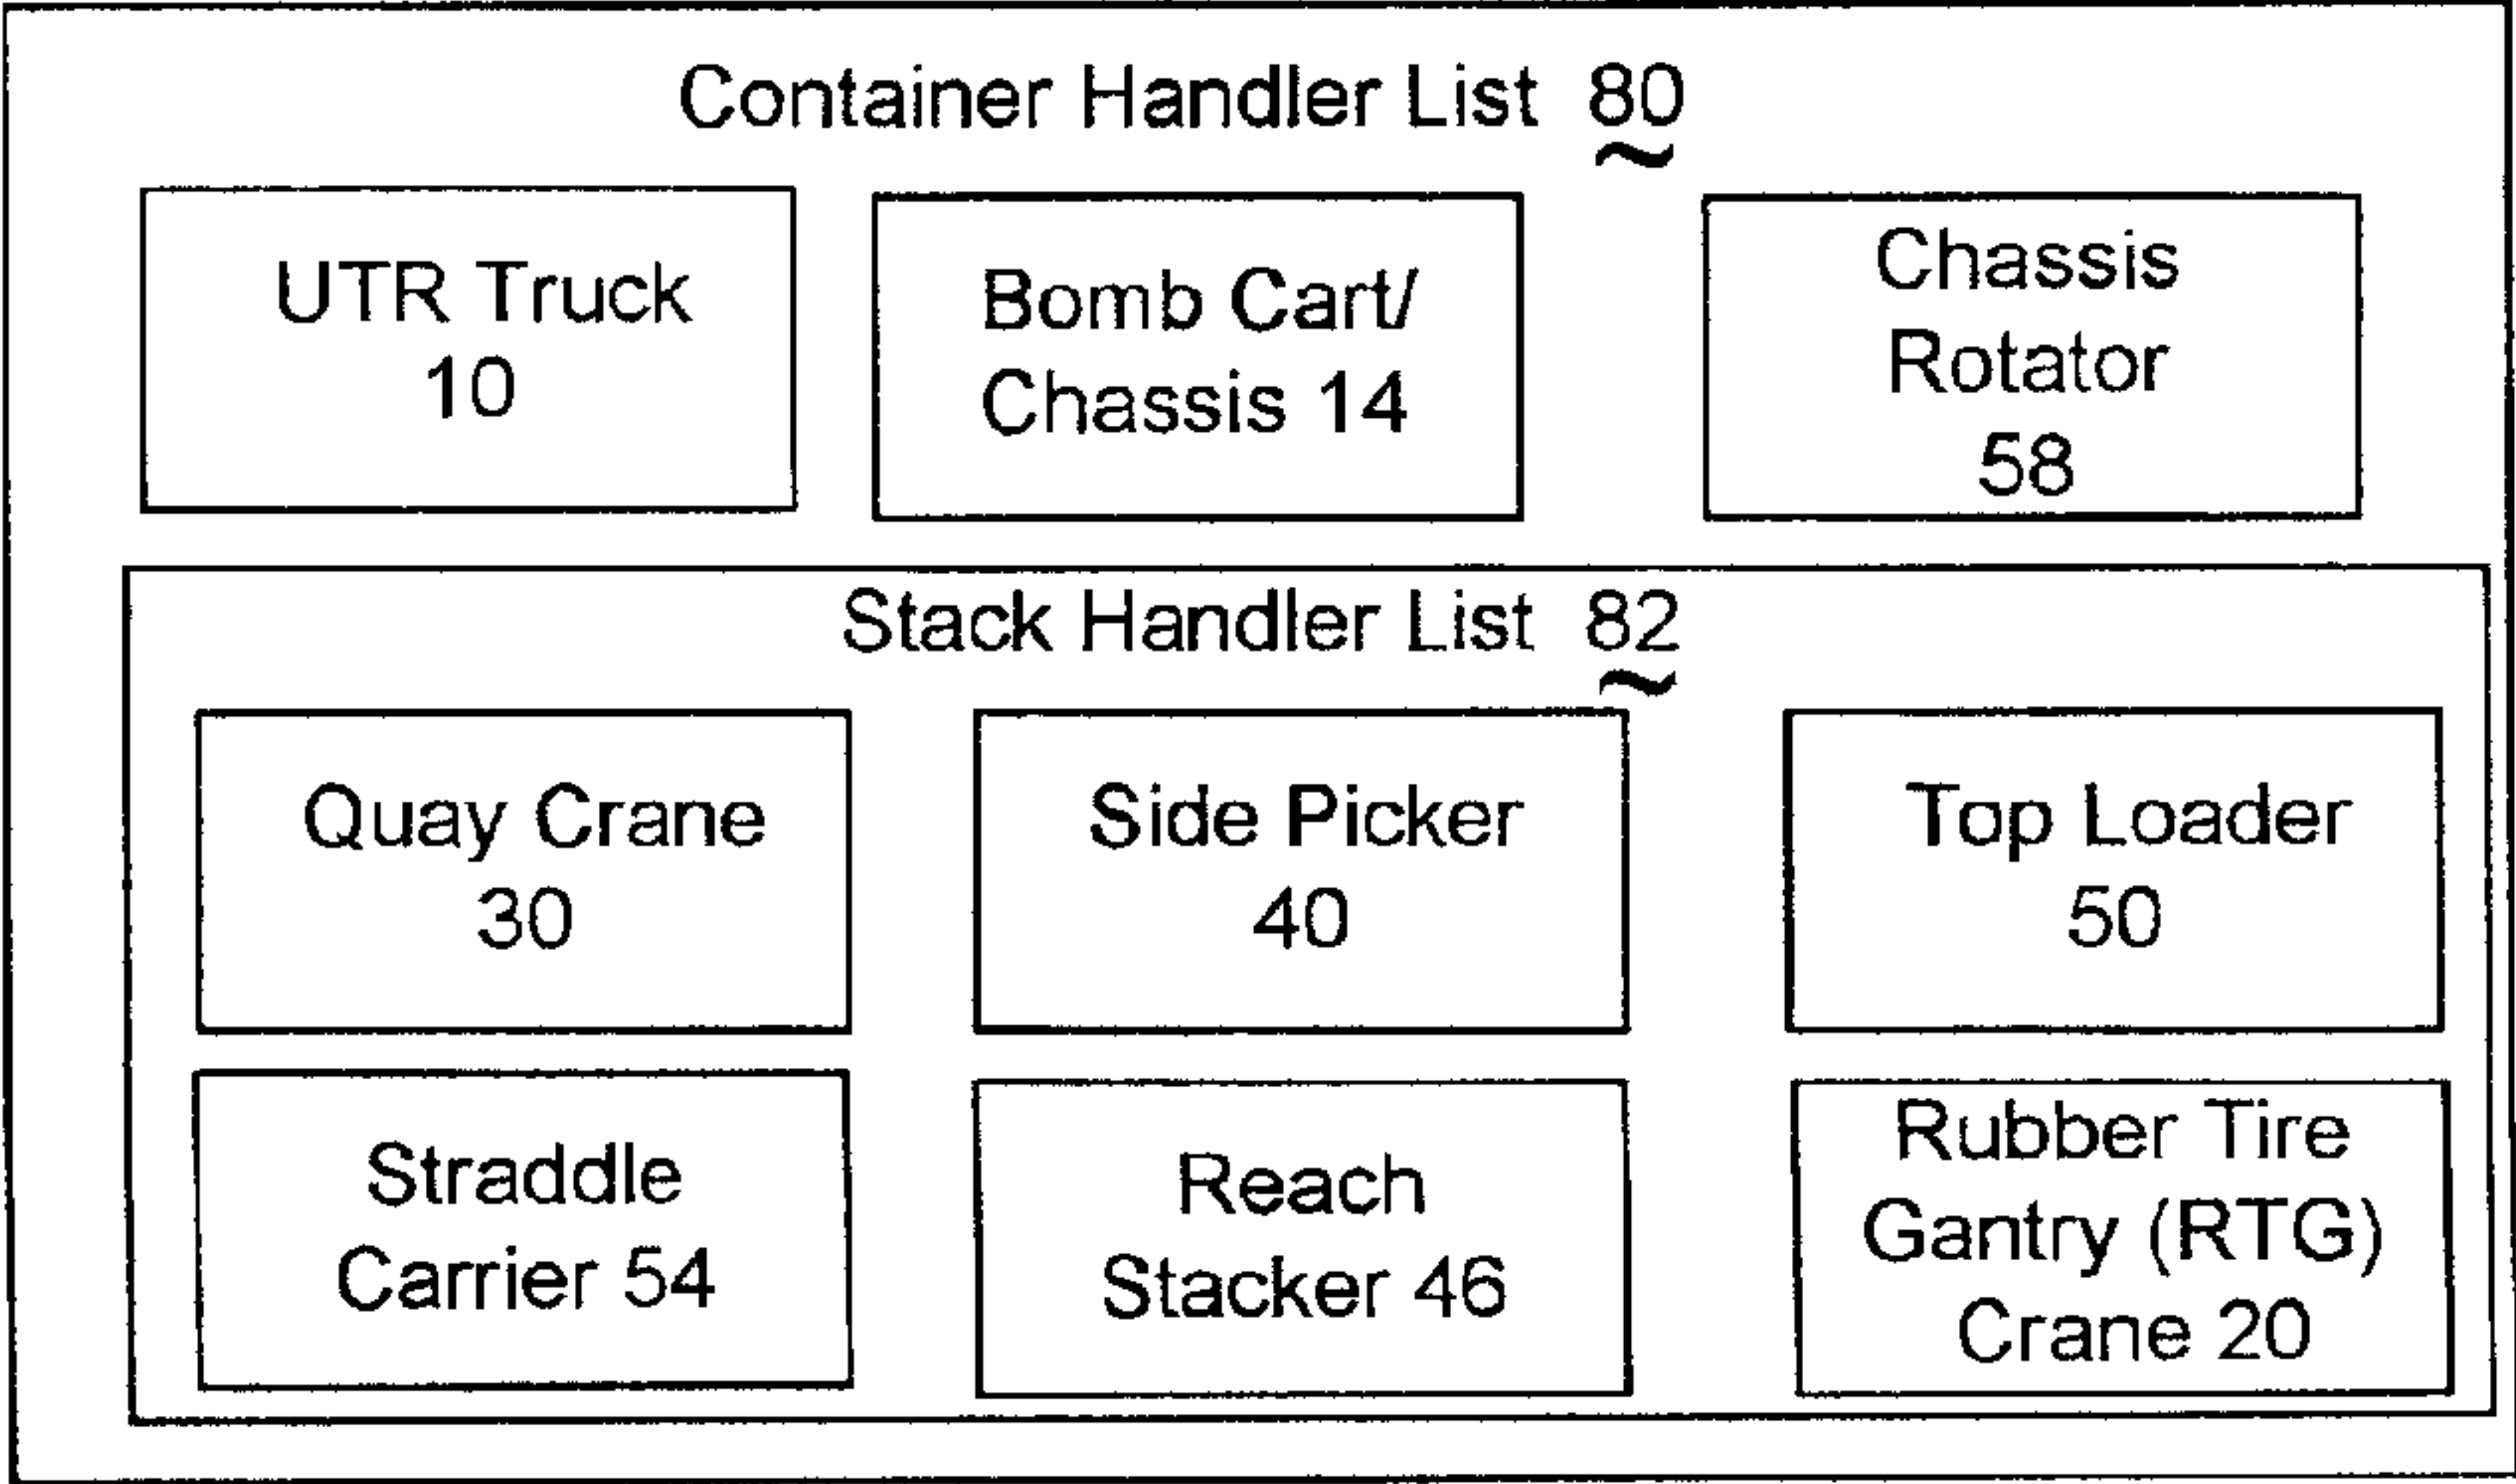 Container Handler List 80
UTR Truck
10
Bomb Cart/
Chassis 14
Chassis
Rotator
58
Stack Handler List 82
Quay Crane
30
Side Picker
40
Top Loader
50
Straddle
Carrier 54
Reach
Stacker 46
Rubber Tire
Gantry (RTG)
Crane 20